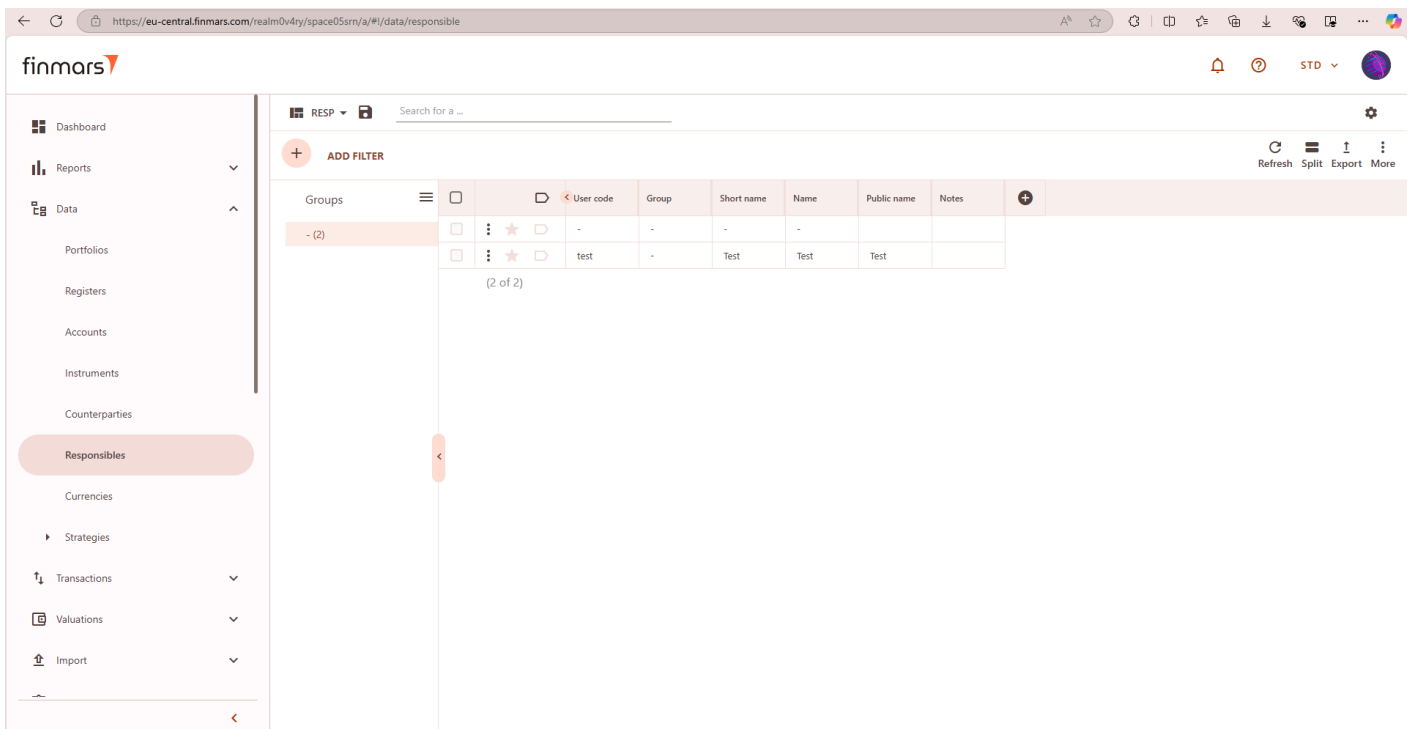 https://eu-central.finmars.com/realm0v4ry/space05srn/a/#!/data/responsible
finmars
STD
Dashboard
Reports
Data
Portfolios
Registers
Accounts
Instruments
Counterparties
Responsibles
Currencies
Strategies
Transactions
Valuations
Import
RESP
Search for a ...
ADD FILTER
Refresh Split Export More
Groups
- (2)
User code Group Short name Name Public name Notes
- - - -
test - Test Test Test
(2 of 2)